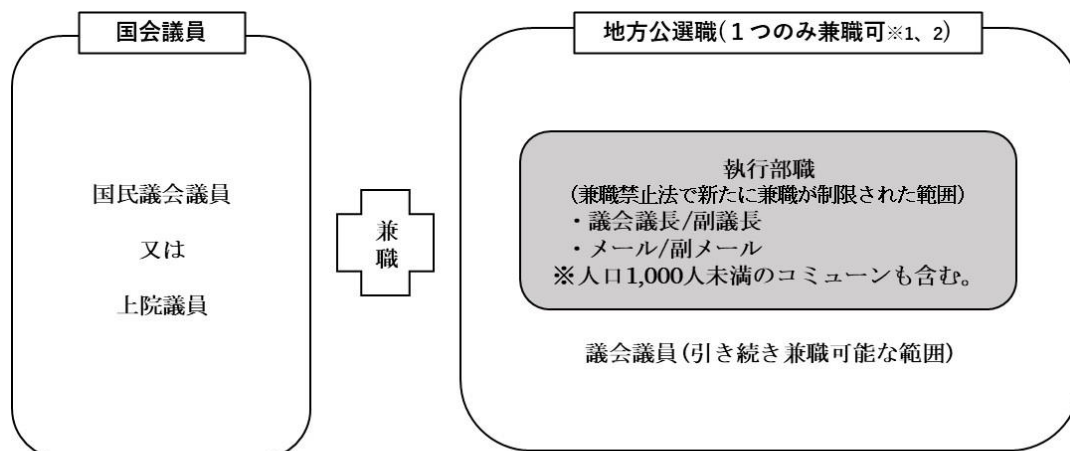 国会議員
国民議会議員
又は
上院議員
兼
職
地方公選職(1つのみ兼職可※1、2)
執行部職
(兼職禁止法で新たに兼職が制限された範囲)
・議会議長/副議長
・メール/副メール
※人口1,000人未満のコミューンも含む。
議会議員(引き続き兼職可能な範囲)